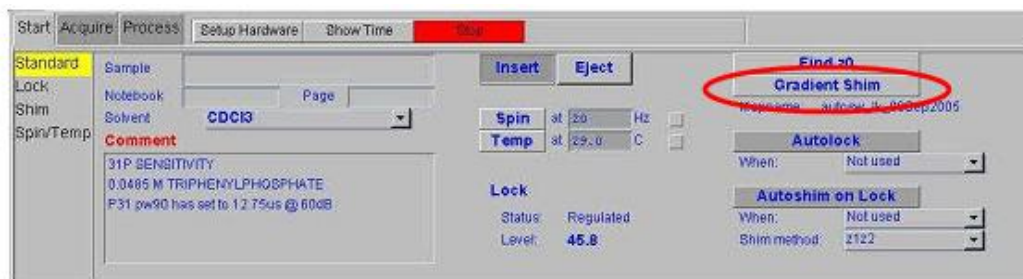 Start Acquire Process Setup Hardware Show Time Stop
Standard
Lock
Shim
Spin/Temp
Sample
Notebook Page
Solvent CDCl3
Comment
31P SENSITIVITY
0.0485 M TRIPHENYLPHOSPHATE
P31 pw90 has set to 12.75us @ 60dB
Insert Eject
Spin at 20 Hz
Temp at 29.0 C
Lock
Status: Regulated
Level: 45.8
Find z0
Gradient Shim
Mapname:
Autolock
When: Not used
Autoshim on Lock
When: Not used
Shim method: z1z2